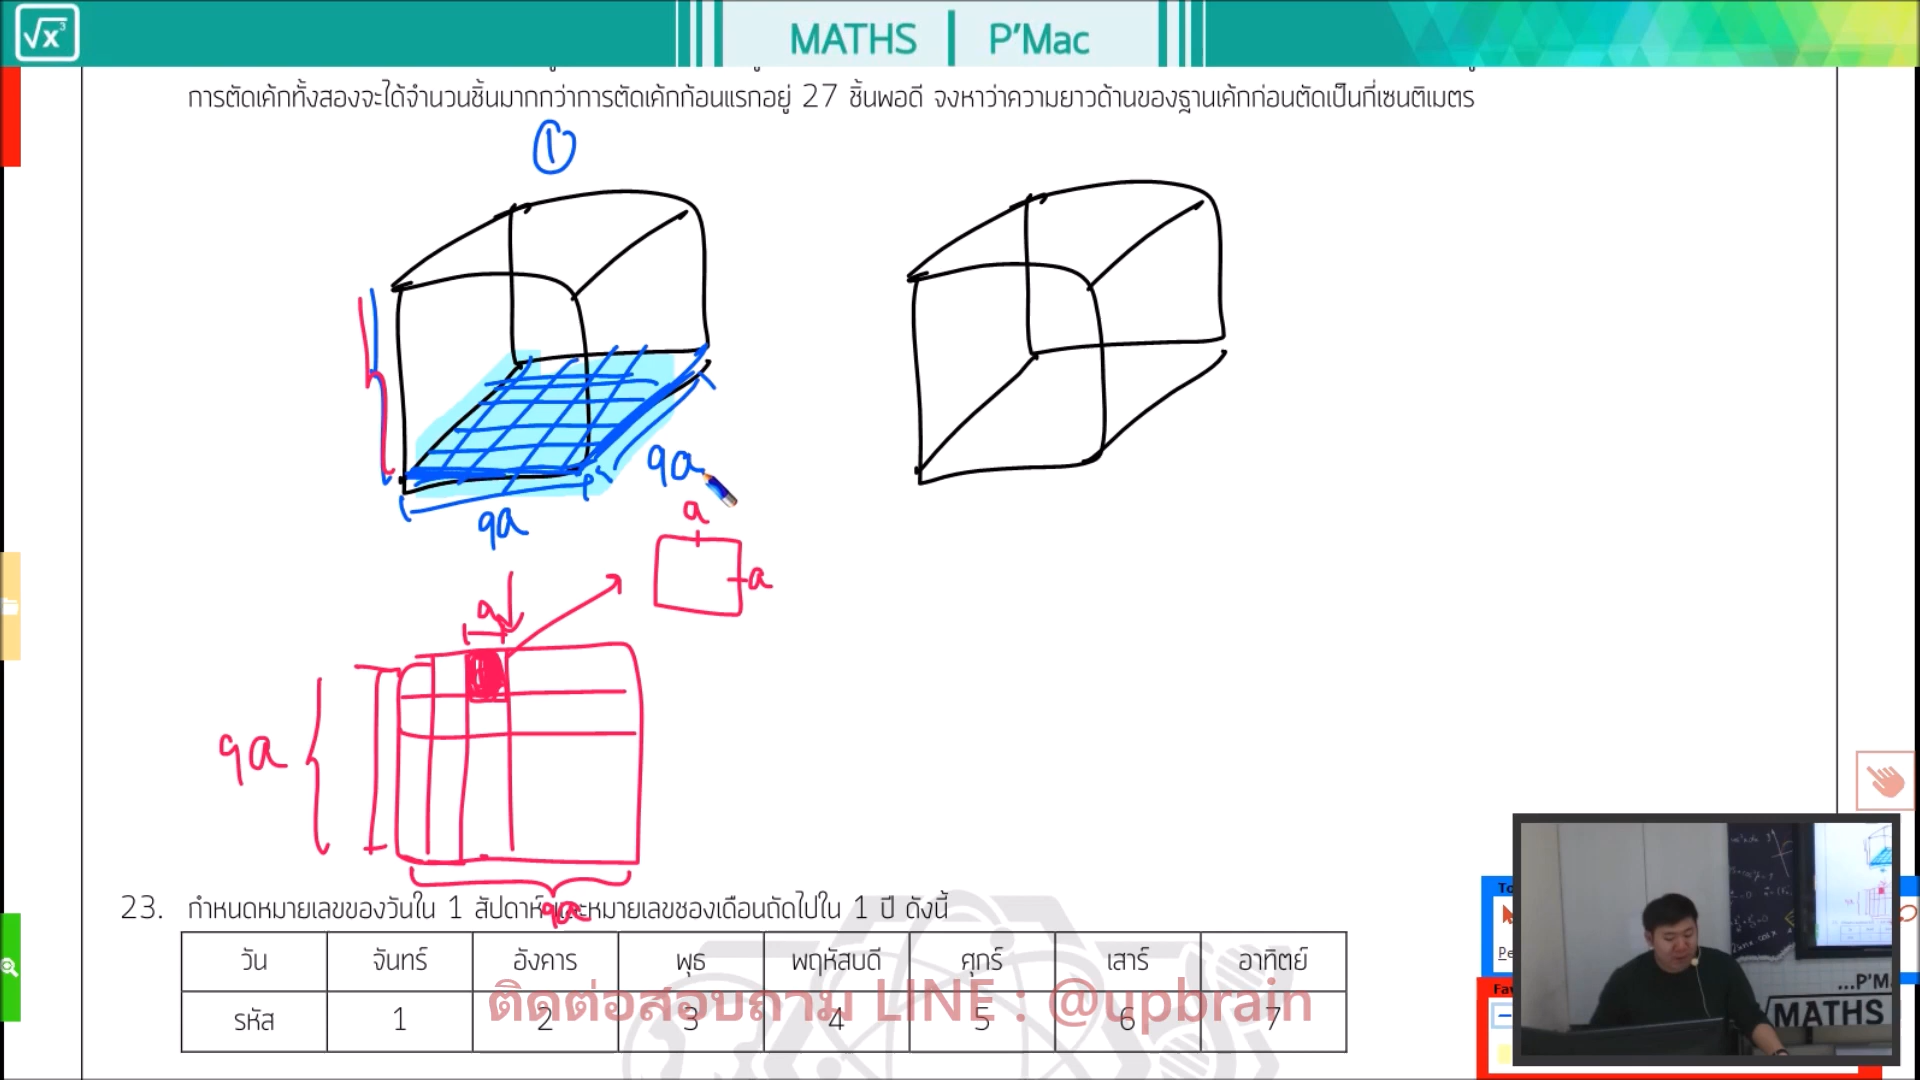 √x³
MATHS | P'Mac
การตัดเค้กทั้งสองจะได้จำนวนชิ้นมากกว่าการตัดเค้กก้อนแรกอยู่ 27 ชิ้นพอดี จงหาว่าความยาวด้านของฐานเค้กก่อนตัดเป็นกี่เซนติเมตร
①
9a
9a
a
a
a
9a
9a
23. กำหนดหมายเลขของวันใน 1 สัปดาห์และหมายเลขของเดือนถัดไปใน 1 ปี ดังนี้
วัน จันทร์ อังคาร พุธ พฤหัสบดี ศุกร์ เสาร์ อาทิตย์
รหัส 1 2 3 4 5 6 7
ติดต่อสอบถาม LINE : @upbrain
To
Pe
Fav
...P'Ma
√MATHS